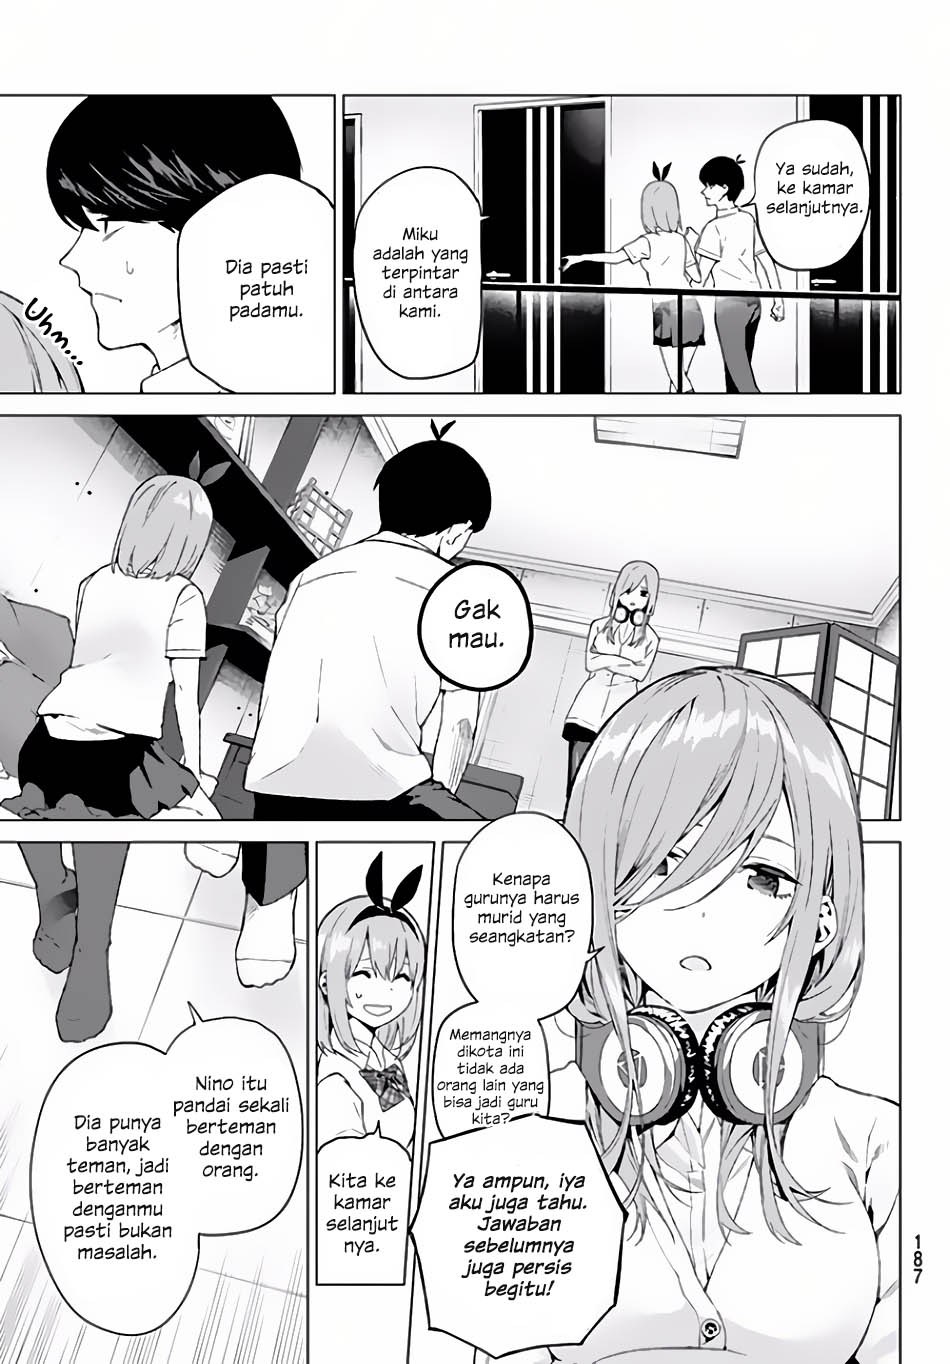 Ya sudah,
ke kamar
selanjutnya.
Miku
adalah yang
terpintar
di antara
kami.
Dia pasti
patuh
padamu.
Uhm...
Gak
mau.
Kenapa
gurunya harus
murid yang
seangkatan?
Memangnya
dikota ini
tidak ada
orang lain yang
bisa jadi guru
kita?
Ya ampun, iya
aku juga tahu.
Jawaban
sebelumnya
juga persis
begitu!
Kita ke
kamar
selanjut
nya.
Nino itu
pandai sekali
berteman
dengan
orang.
Dia punya
banyak
teman, jadi
berteman
denganmu
pasti bukan
masalah.
187